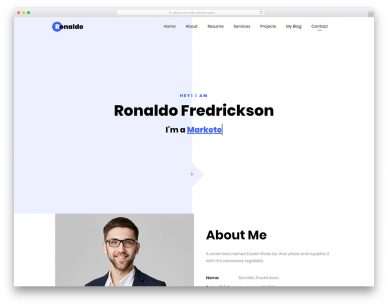 Ronaldo
Home About Resume Services Projects My Blog Contact
HEY! I AM
Ronaldo Fredrickson
I'm a Markete
About Me
A small river named Duden flows by their place and supplies it
with the necessary regelialia.
Name: Ronaldo Fredrickson